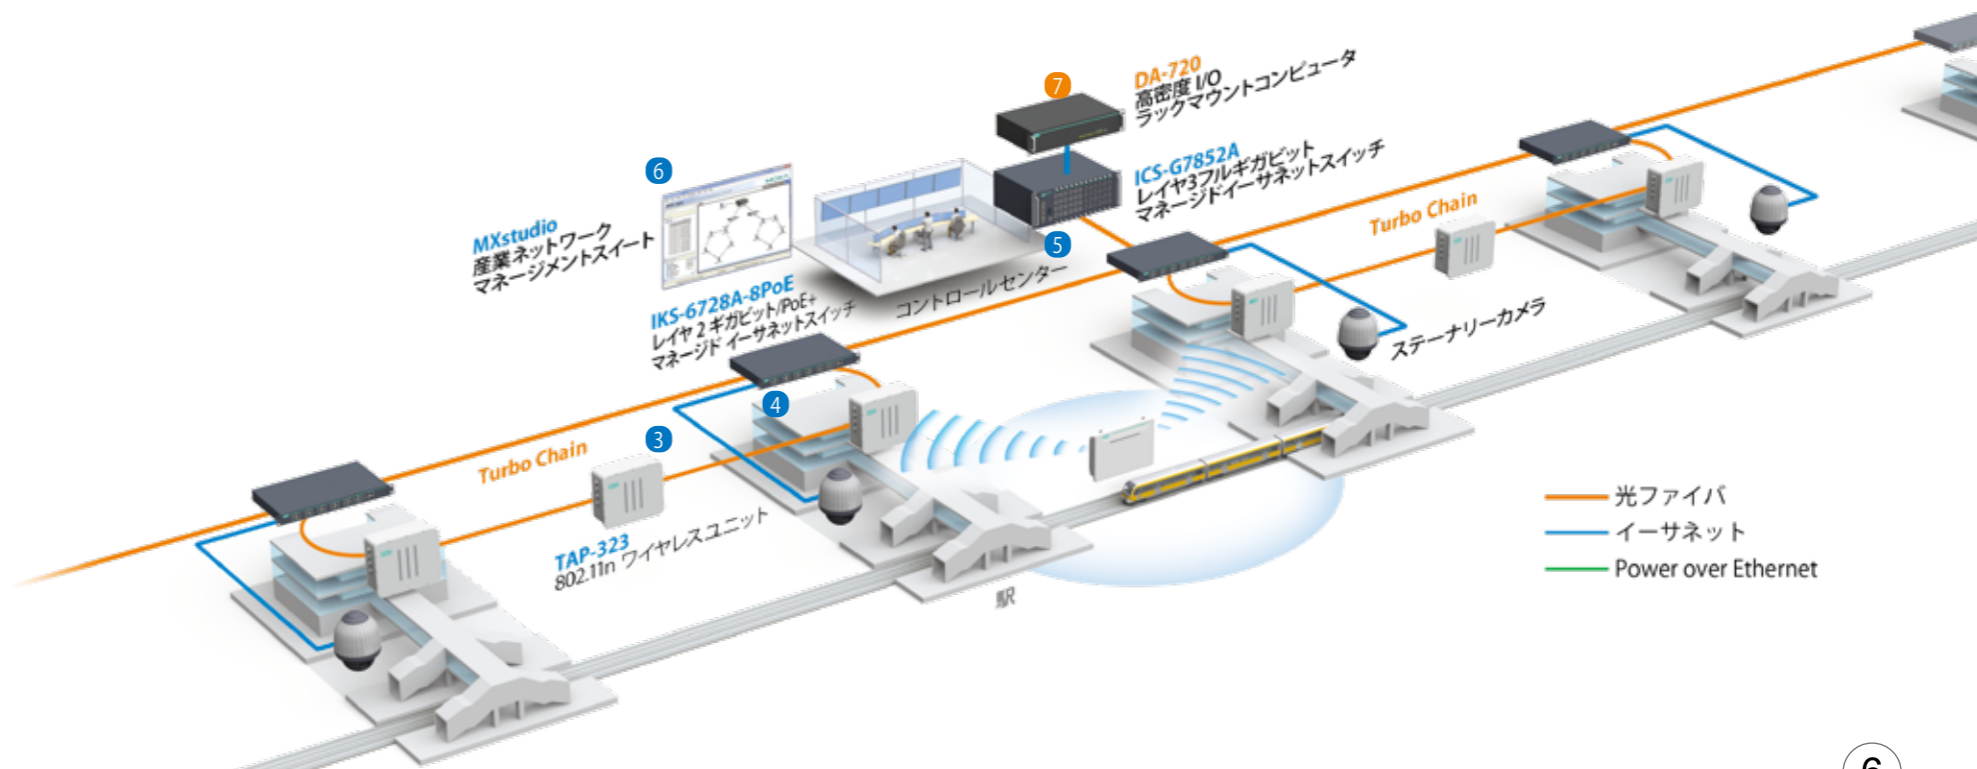 7
DA-720
高密度 I/O
ラックマウントコンピュータ
6
ICS-G7852A
レイヤ3フルギガビット
マネージドイーサネットスイッチ
MXstudio
産業ネットワーク
マネージメントスイート
5
Turbo Chain
コントロールセンター
IKS-6728A-8PoE
レイヤ 2 ギガビット/PoE+
マネージド イーサネットスイッチ
ステーナリーカメラ
4
3
Turbo Chain
TAP-323
802.11n ワイヤレスユニット
駅
光ファイバ
イーサネット
Power over Ethernet
6